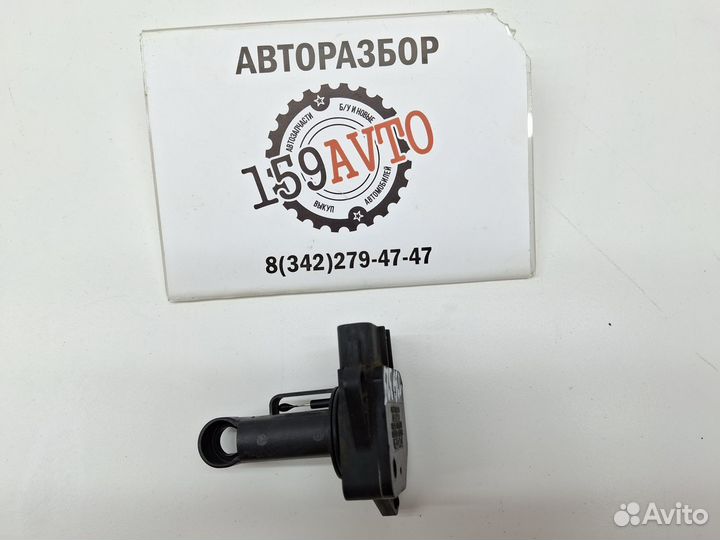 АВТОРАЗБОР
АВТОЗАПЧАСТИ
Б/У И НОВЫЕ
159AVTO
ВЫКУП
АВТОМОБИЛЕЙ
8(342)279-47-47
Avito